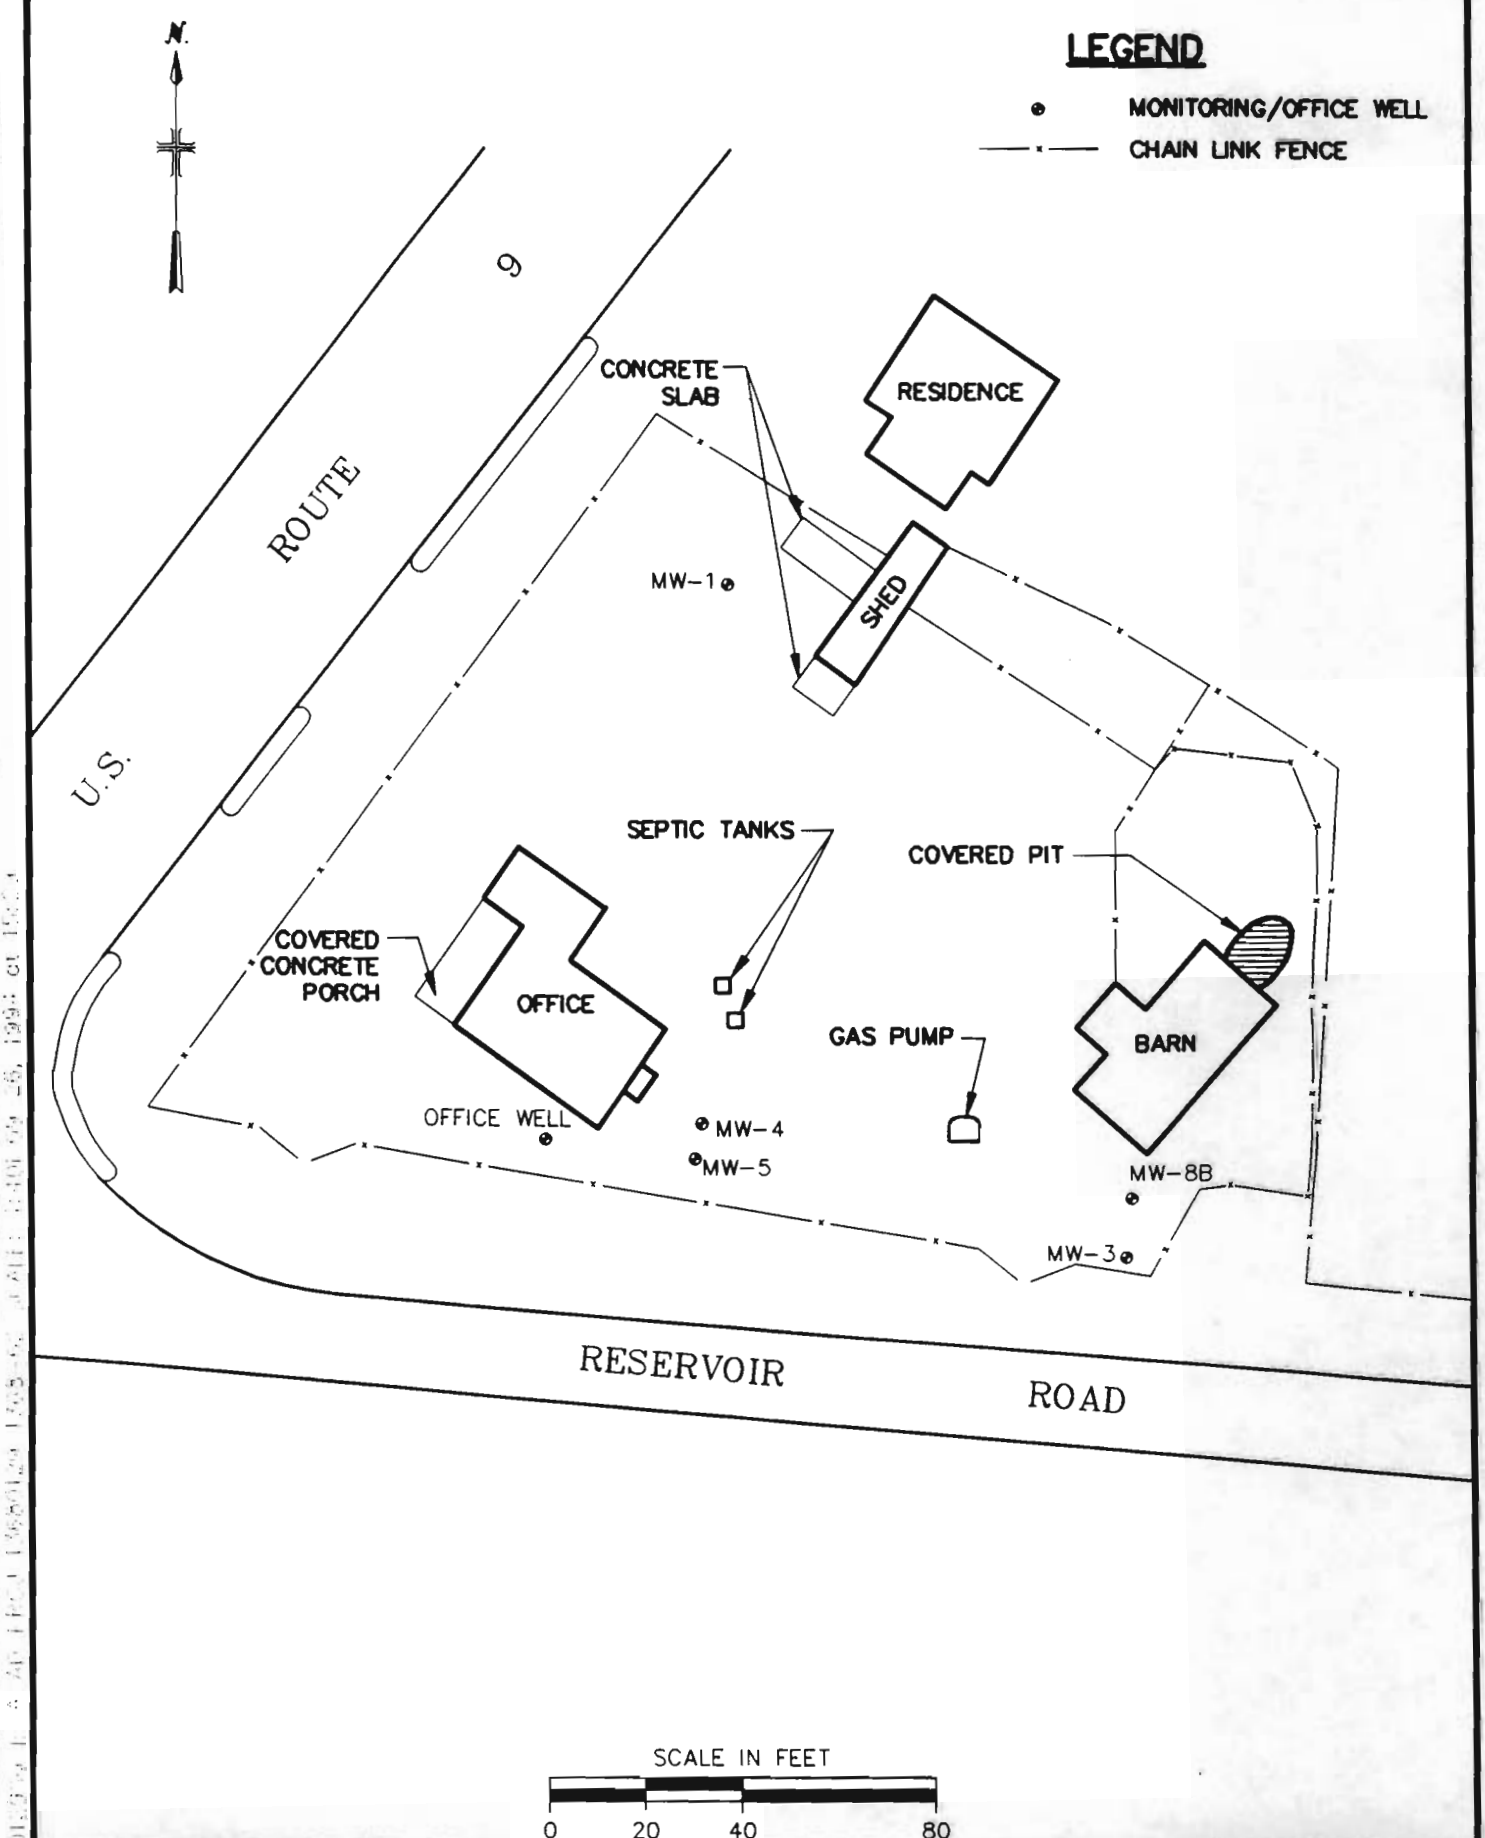 N.
LEGEND
MONITORING/OFFICE WELL
CHAIN LINK FENCE
9
CONCRETE
SLAB
RESIDENCE
ROUTE
MW-1
SHED
U.S.
SEPTIC TANKS
COVERED PIT
COVERED
CONCRETE
PORCH
OFFICE
GAS PUMP
BARN
OFFICE WELL
MW-4
MW-5
MW-8B
MW-3
RESERVOIR ROAD
SCALE IN FEET
0 20 40 80